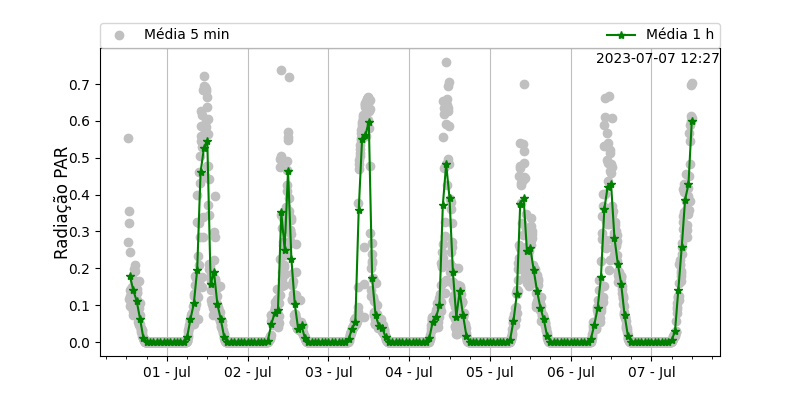 Média 5 min
Média 1 h
2023-07-07 12:27
Radiação PAR
0.7
0.6
0.5
0.4
0.3
0.2
0.1
0.0
01 - Jul
02 - Jul
03 - Jul
04 - Jul
05 - Jul
06 - Jul
07 - Jul